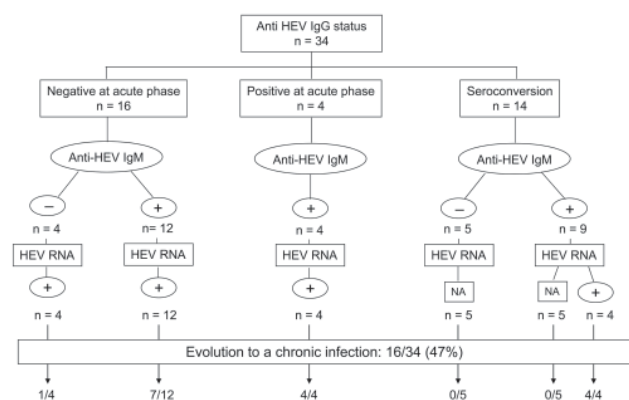 Anti HEV IgG status
n = 34
Negative at acute phase
n = 16
Positive at acute phase
n = 4
Seroconversion
n = 14
Anti-HEV IgM
Anti-HEV IgM
Anti-HEV IgM
− + + − +
n = 4 n= 12 n = 4 n = 5 n = 9
HEV RNA HEV RNA HEV RNA HEV RNA HEV RNA
+ + + NA NA +
n = 4 n = 12 n = 4 n = 5 n = 5 n = 4
Evolution to a chronic infection: 16/34 (47%)
1/4 7/12 4/4 0/5 0/5 4/4